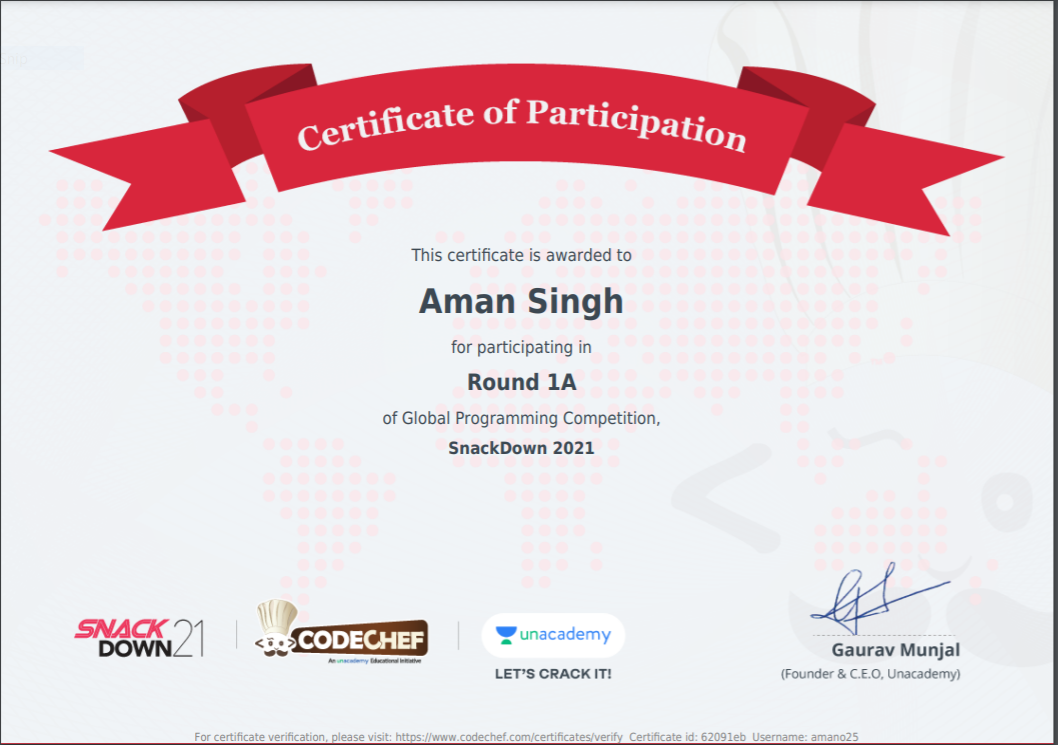 Certificate of Participation
This certificate is awarded to
Aman Singh
for participating in
Round 1A
of Global Programming Competition,
SnackDown 2021
SNACK
DOWN 21
CODECHEF
An unacademy Educational Initiative
unacademy
LET'S CRACK IT!
Gaurav Munjal
(Founder & C.E.O, Unacademy)
For certificate verification, please visit: https://www.codechef.com/certificates/verify Certificate id: 62091eb Username: amano25